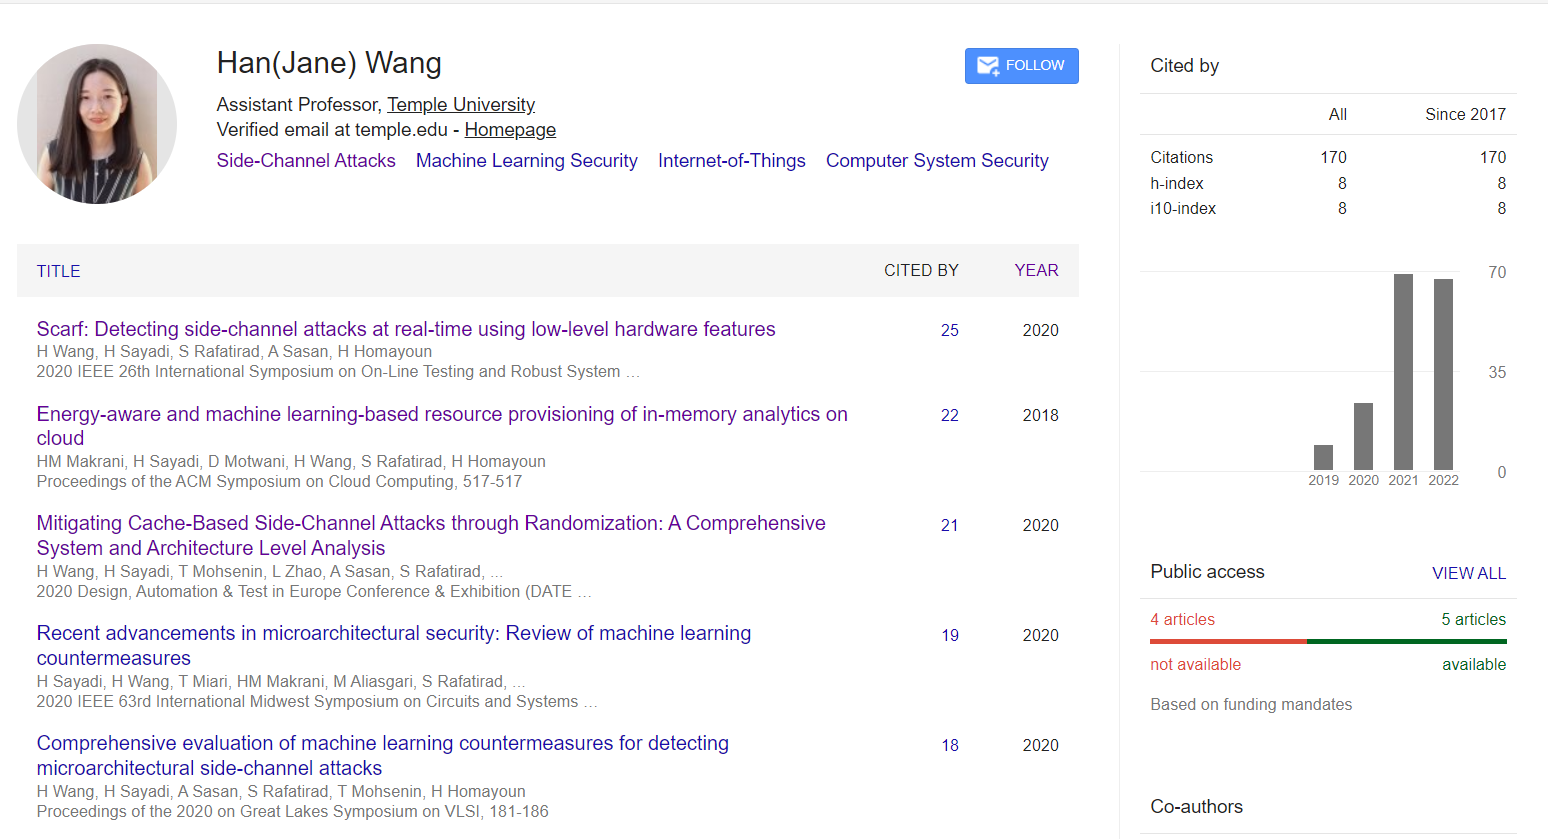 Han(Jane) Wang
FOLLOW
Assistant Professor, Temple University
Verified email at temple.edu - Homepage
Side-Channel Attacks Machine Learning Security Internet-of-Things Computer System Security
TITLE CITED BY YEAR
Scarf: Detecting side-channel attacks at real-time using low-level hardware features 25 2020
H Wang, H Sayadi, S Rafatirad, A Sasan, H Homayoun
2020 IEEE 26th International Symposium on On-Line Testing and Robust System …
Energy-aware and machine learning-based resource provisioning of in-memory analytics on 22 2018
cloud
HM Makrani, H Sayadi, D Motwani, H Wang, S Rafatirad, H Homayoun
Proceedings of the ACM Symposium on Cloud Computing, 517-517
Mitigating Cache-Based Side-Channel Attacks through Randomization: A Comprehensive 21 2020
System and Architecture Level Analysis
H Wang, H Sayadi, T Mohsenin, L Zhao, A Sasan, S Rafatirad, ...
2020 Design, Automation & Test in Europe Conference & Exhibition (DATE …
Recent advancements in microarchitectural security: Review of machine learning 19 2020
countermeasures
H Sayadi, H Wang, T Miari, HM Makrani, M Aliasgari, S Rafatirad, ...
2020 IEEE 63rd International Midwest Symposium on Circuits and Systems …
Comprehensive evaluation of machine learning countermeasures for detecting 18 2020
microarchitectural side-channel attacks
H Wang, H Sayadi, A Sasan, S Rafatirad, T Mohsenin, H Homayoun
Proceedings of the 2020 on Great Lakes Symposium on VLSI, 181-186
Cited by
All Since 2017
Citations 170 170
h-index 8 8
i10-index 8 8
70
35
0
2019 2020 2021 2022
Public access VIEW ALL
4 articles 5 articles
not available available
Based on funding mandates
Co-authors